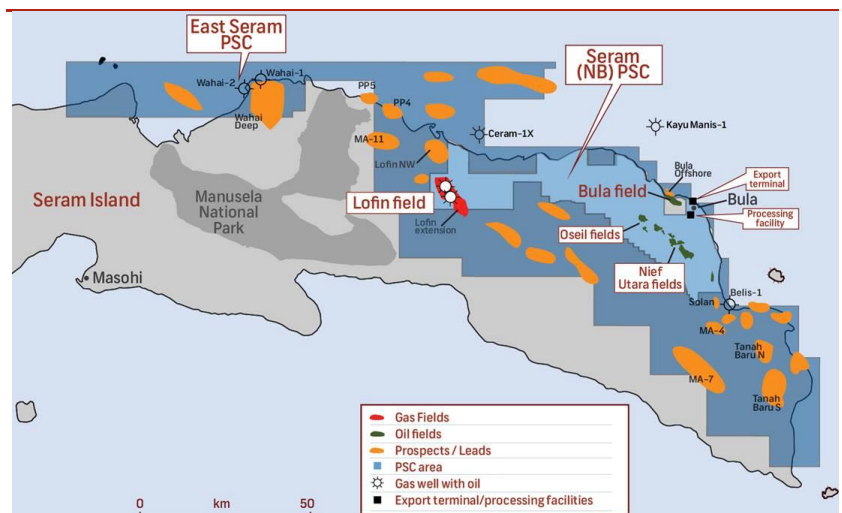 East Seram
PSC
Seram
(NB) PSC
Wahai-2
Wahai-1
Wahai
Deep
PP5
PP4
MA-11
Ceram-1X
Kayu Manis-1
Lofin NW
Bula
Offshore
Export
terminal
Seram Island
Manusela
National
Park
Lofin field
Lofin
extension
Bula field
Bula
Processing
facility
Oseil fields
Nief
Utara fields
Masohi
Solan
Belis-1
MA-4
Tanah
Baru N
MA-7
Tanah
Baru S
Gas Fields
Oil fields
Prospects / Leads
PSC area
Gas well with oil
Export terminal/processing facilities
0 km 50